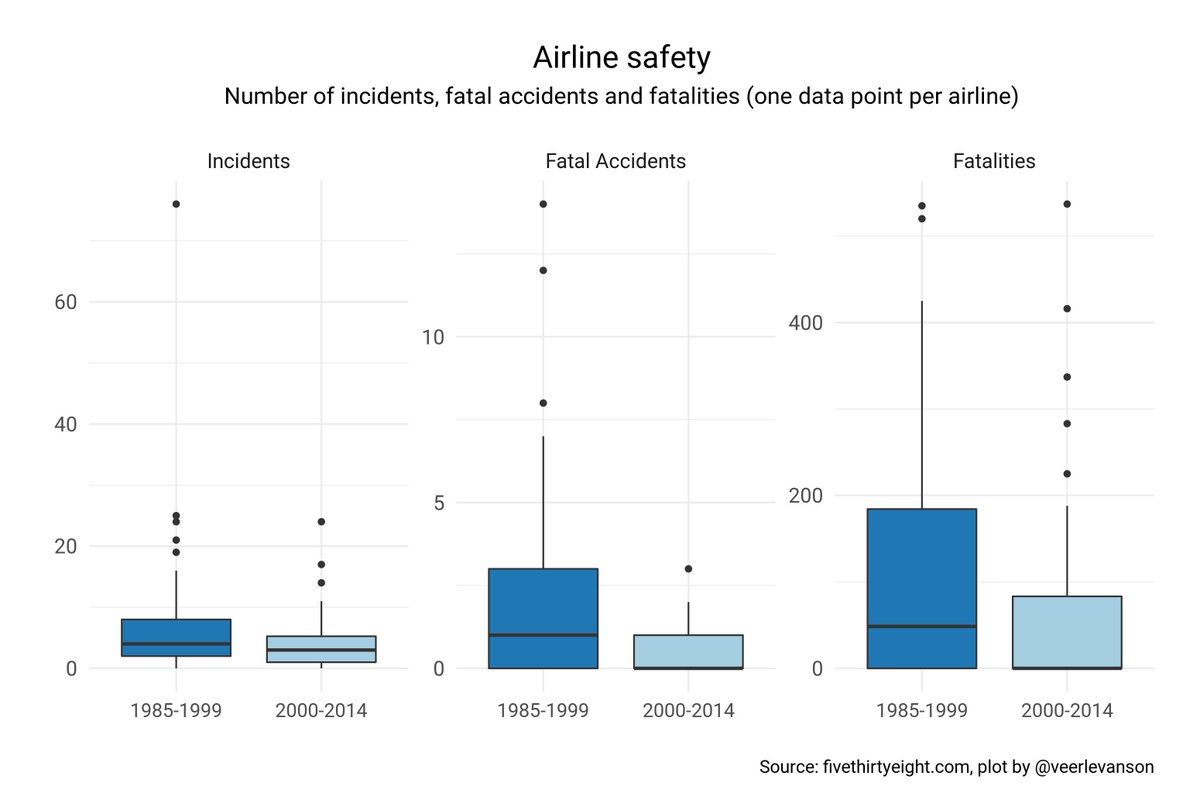 Airline safety
Number of incidents, fatal accidents and fatalities (one data point per airline)
Incidents
60
40
20
0
1985-1999 2000-2014
Fatal Accidents
10
5
0
1985-1999 2000-2014
Fatalities
400
200
0
1985-1999 2000-2014
Source: fivethirtyeight.com, plot by @veerlevanson